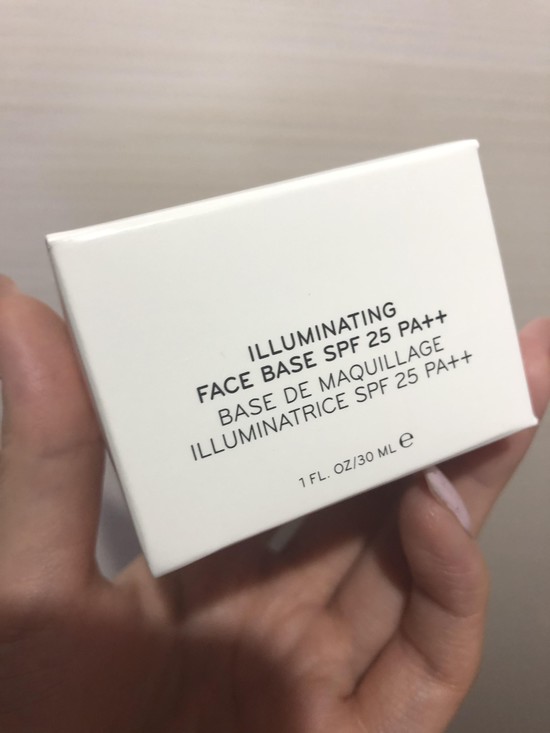 ILLUMINATING
FACE BASE SPF 25 PA++
BASE DE MAQUILLAGE
ILLUMINATRICE SPF 25 PA++
1 FL. OZ/30 ML ℮